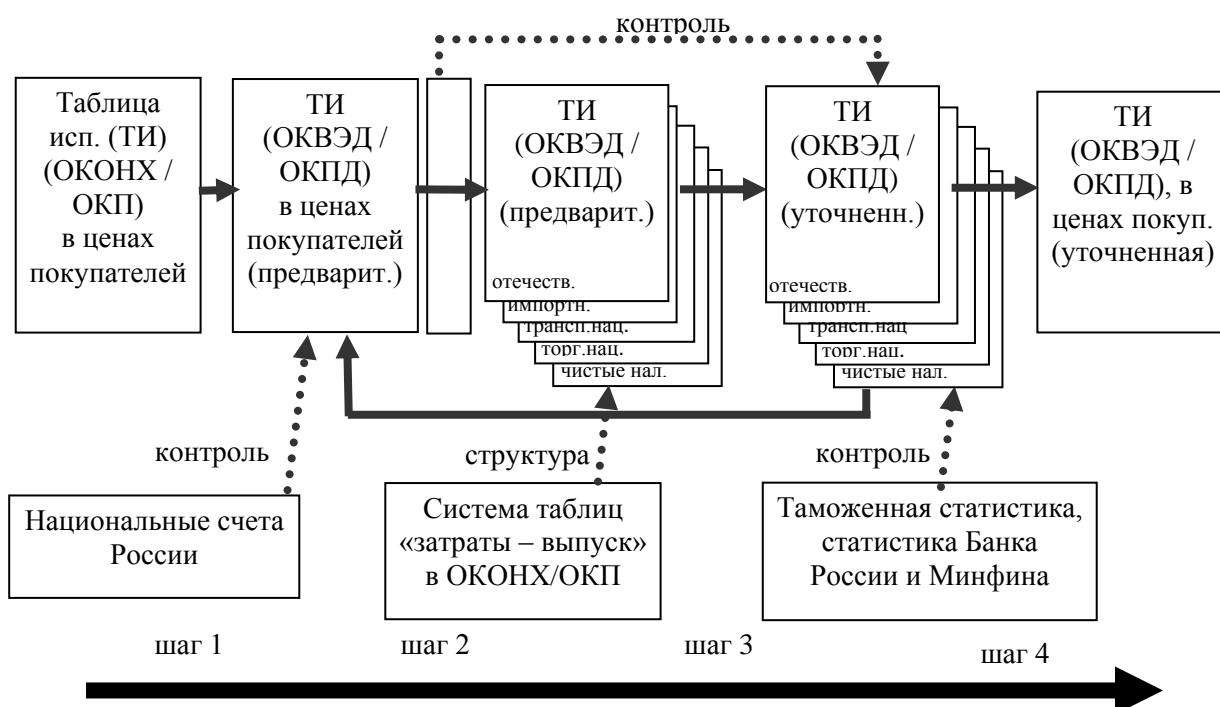 контроль
Таблица
исп. (ТИ)
(ОКОНХ /
ОКП)
в ценах
покупателей
ТИ
(ОКВЭД /
ОКПД)
в ценах
покупателей
(предварит.)
ТИ
(ОКВЭД /
ОКПД)
(предварит.)
отечеств.
импортн.
трансп.нац.
торг.нац.
чистые нал.
ТИ
(ОКВЭД /
ОКПД)
(уточненн.)
отечеств.
импортн.
трансп.нац
торг.нац.
чистые нал.
ТИ
(ОКВЭД /
ОКПД), в
ценах покуп.
(уточненная)
контроль
структура
контроль
Национальные счета
России
Система таблиц
«затраты – выпуск»
в ОКОНХ/ОКП
Таможенная статистика,
статистика Банка
России и Минфина
шаг 1
шаг 2
шаг 3
шаг 4